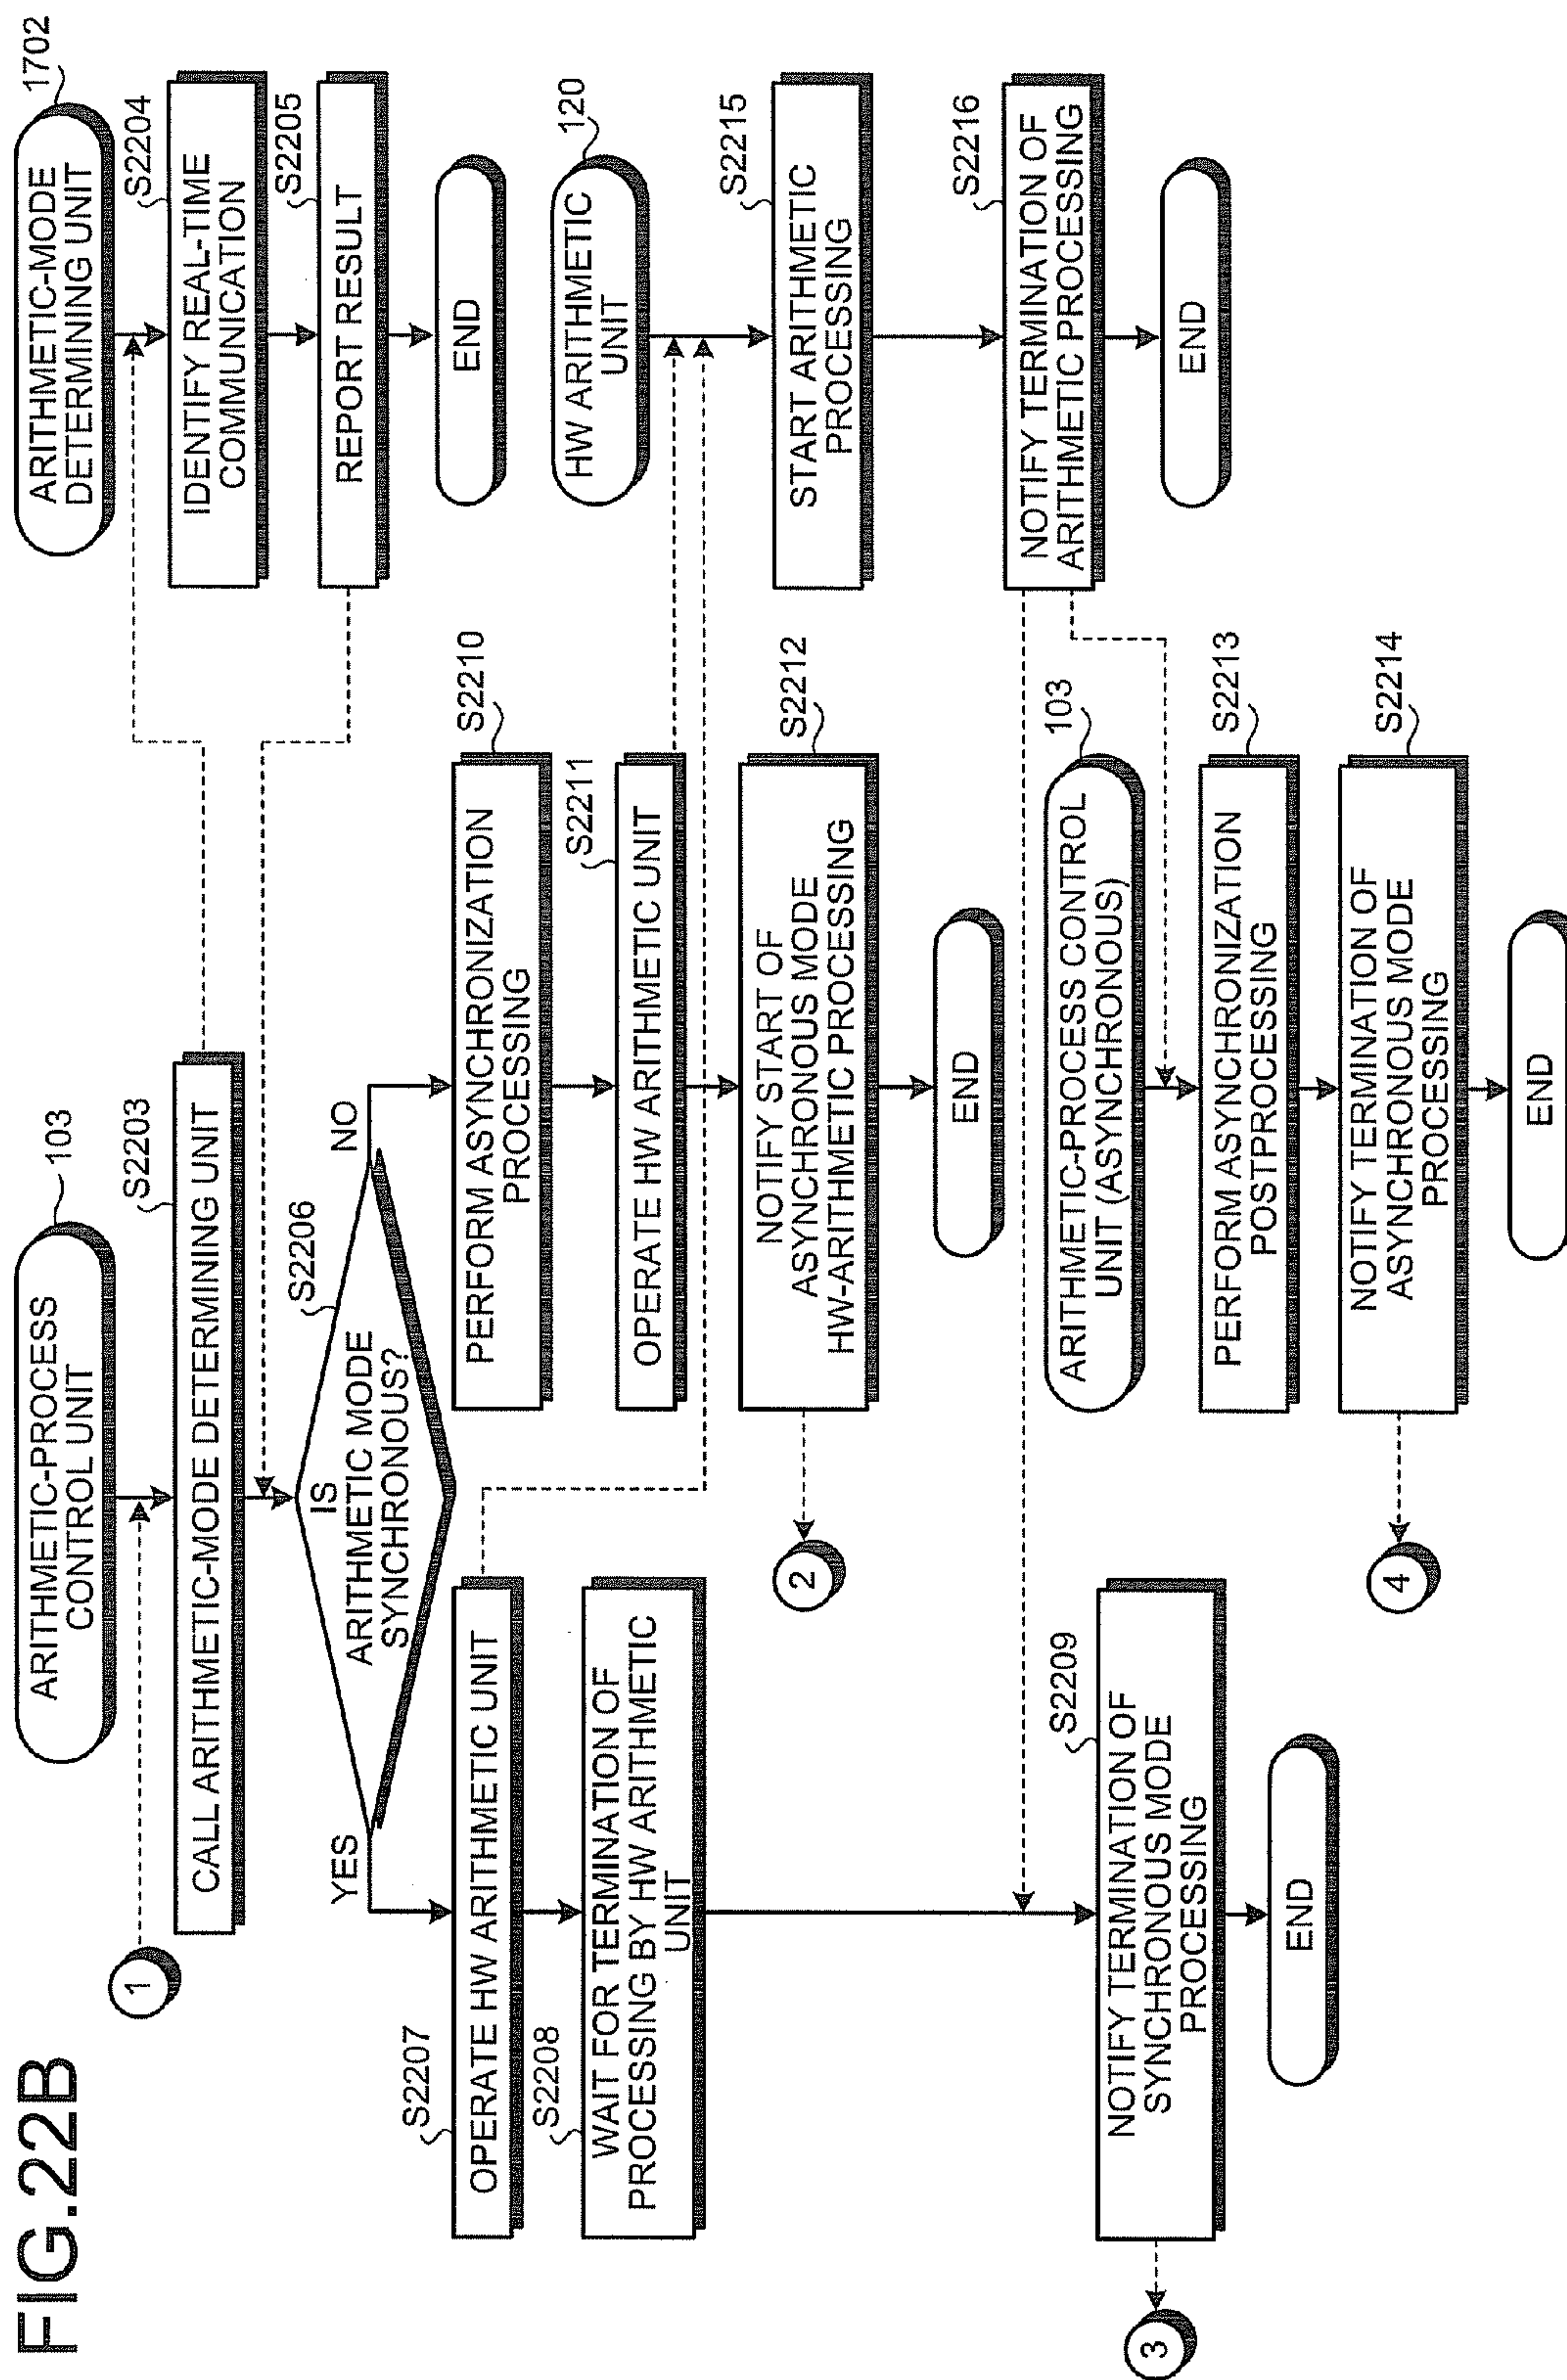 FIG.22B
1
ARITHMETIC-PROCESS
CONTROL UNIT
103
S2203
CALL ARITHMETIC-MODE DETERMINING UNIT
S2206
IS
ARITHMETIC MODE
SYNCHRONOUS?
YES
NO
S2207
OPERATE HW ARITHMETIC UNIT
S2208
WAIT FOR TERMINATION OF
PROCESSING BY HW ARITHMETIC
UNIT
S2209
NOTIFY TERMINATION OF
SYNCHRONOUS MODE
PROCESSING
3
END
S2210
PERFORM ASYNCHRONIZATION
PROCESSING
S2211
OPERATE HW ARITHMETIC UNIT
S2212
NOTIFY START OF
ASYNCHRONOUS MODE
HW-ARITHMETIC PROCESSING
2
END
ARITHMETIC-PROCESS CONTROL
UNIT (ASYNCHRONOUS)
103
S2213
PERFORM ASYNCHRONIZATION
POSTPROCESSING
S2214
NOTIFY TERMINATION OF
ASYNCHRONOUS MODE
PROCESSING
4
END
ARITHMETIC-MODE
DETERMINING UNIT
1702
S2204
IDENTIFY REAL-TIME
COMMUNICATION
S2205
REPORT RESULT
END
HW ARITHMETIC
UNIT
120
S2215
START ARITHMETIC
PROCESSING
S2216
NOTIFY TERMINATION OF
ARITHMETIC PROCESSING
END